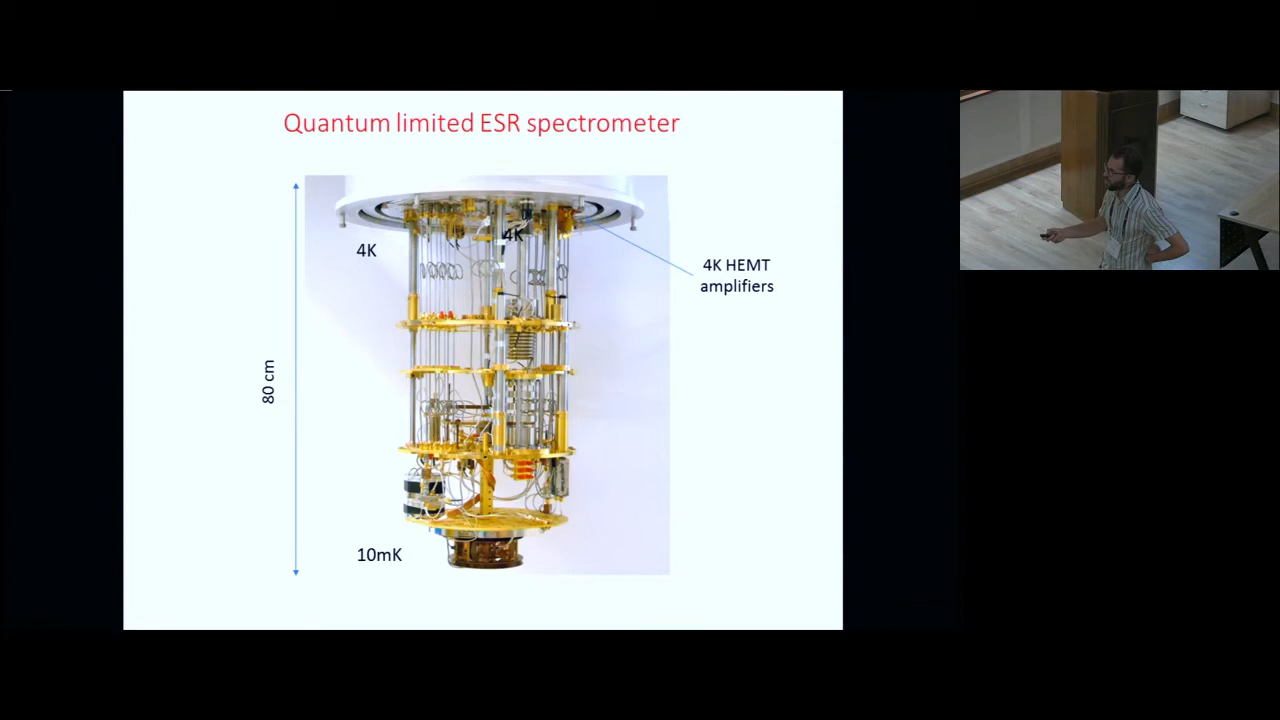 Quantum limited ESR spectrometer
4K
4K
4K HEMT
amplifiers
80 cm
10mK